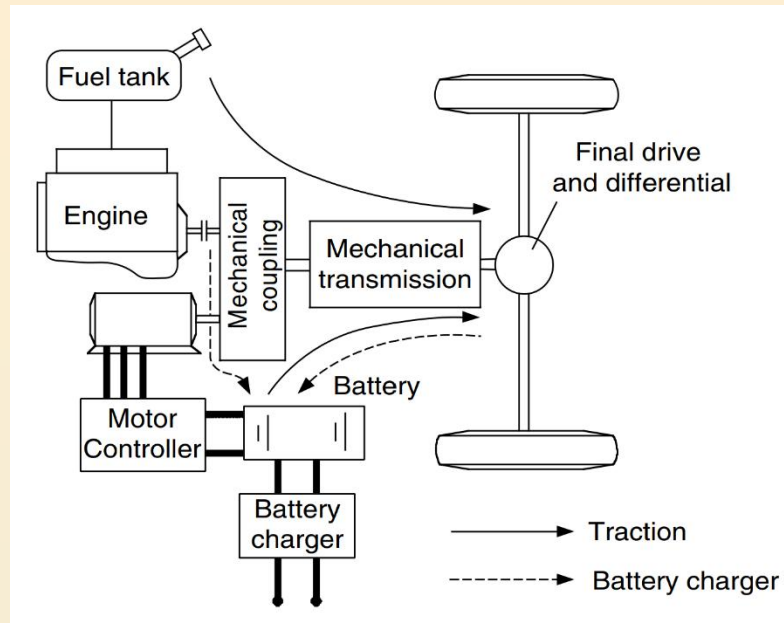 Fuel tank
Engine
Mechanical
coupling
Mechanical
transmission
Final drive
and differential
Battery
Motor
Controller
Battery
charger
Traction
Battery charger